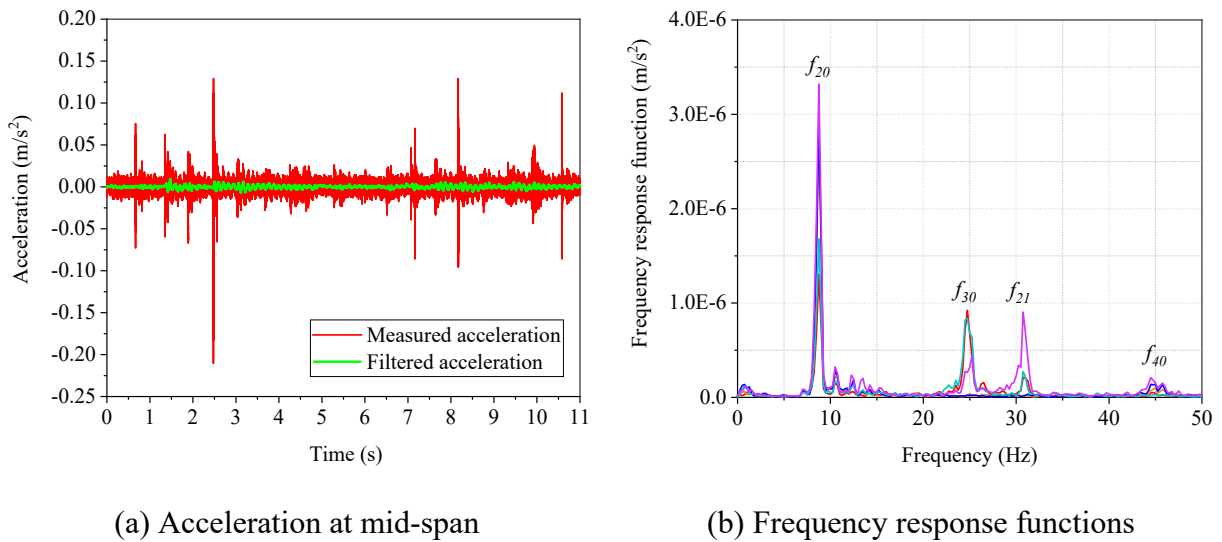 0.20
0.15
0.10
0.05
0.00
-0.05
-0.10
-0.15
-0.20
-0.25
Acceleration (m/s²)
0 1 2 3 4 5 6 7 8 9 10 11
Time (s)
Measured acceleration
Filtered acceleration
(a) Acceleration at mid-span
4.0E-6
3.0E-6
2.0E-6
1.0E-6
0.0
Frequency response function (m/s²)
f20
f30
f21
f40
0 10 20 30 40 50
Frequency (Hz)
(b) Frequency response functions